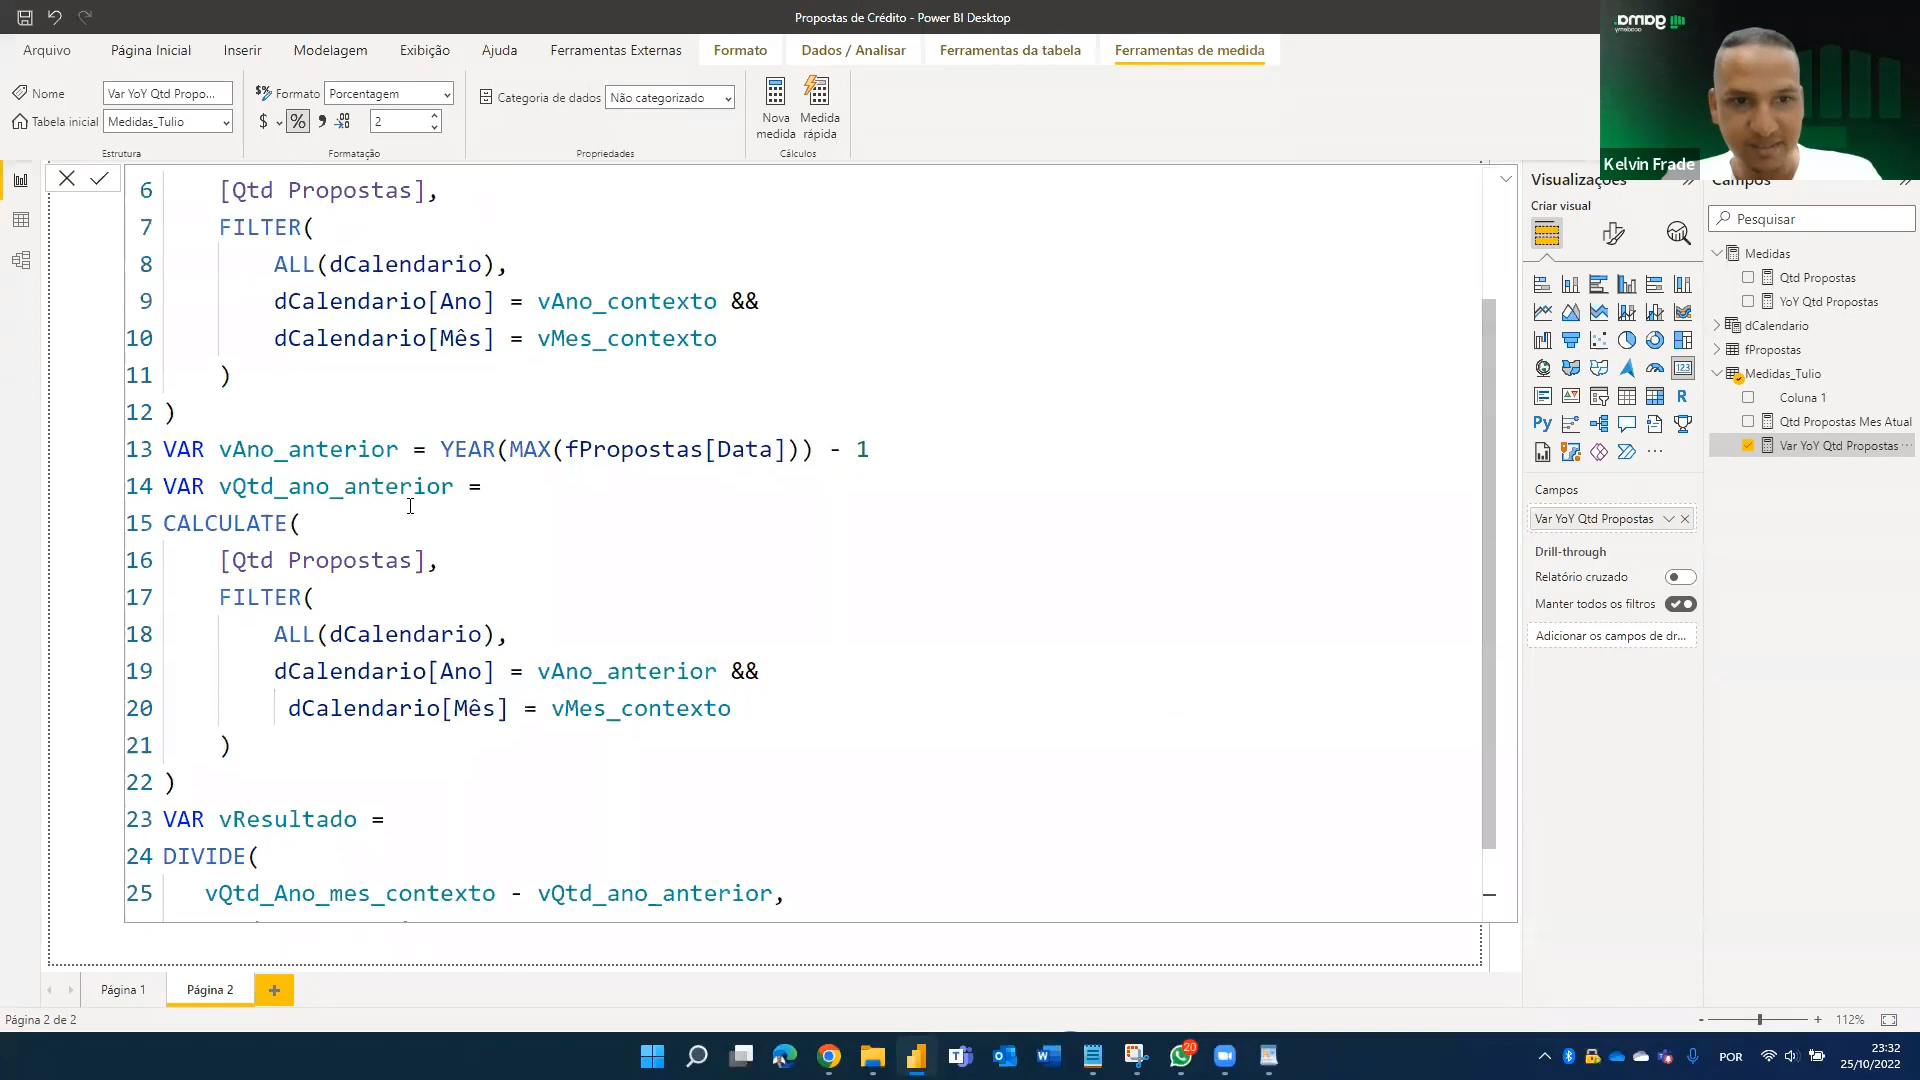 Propostas de Crédito - Power BI Desktop
gama
academy
Arquivo
Página Inicial
Inserir
Modelagem
Exibição
Ajuda
Ferramentas Externas
Formato
Dados / Analisar
Ferramentas da tabela
Ferramentas de medida
Nome
Var YoY Qtd Propo...
Formato
Porcentagem
Categoria de dados
Não categorizado
Tabela inicial
Medidas_Tulio
$
%
2
Nova medida
Medida rápida
Estrutura
Formatação
Propriedades
Cálculos
Kelvin Frade
6 [Qtd Propostas],
7 FILTER(
8 ALL(dCalendario),
9 dCalendario[Ano] = vAno_contexto &&
10 dCalendario[Mês] = vMes_contexto
11 )
12 )
13 VAR vAno_anterior = YEAR(MAX(fPropostas[Data])) - 1
14 VAR vQtd_ano_anterior =
15 CALCULATE(
16 [Qtd Propostas],
17 FILTER(
18 ALL(dCalendario),
19 dCalendario[Ano] = vAno_anterior &&
20 dCalendario[Mês] = vMes_contexto
21 )
22 )
23 VAR vResultado =
24 DIVIDE(
25 vQtd_Ano_mes_contexto - vQtd_ano_anterior,
Visualizações
Criar visual
123
R
Py
Campos
Var YoY Qtd Propostas
Drill-through
Relatório cruzado
Manter todos os filtros
Adicionar os campos de dr...
Campos
Pesquisar
Medidas
Qtd Propostas
YoY Qtd Propostas
dCalendario
fPropostas
Medidas_Tulio
Coluna 1
Qtd Propostas Mes Atual
Var YoY Qtd Propostas
Página 1
Página 2
Página 2 de 2
112%
20
POR
23:32
25/10/2022